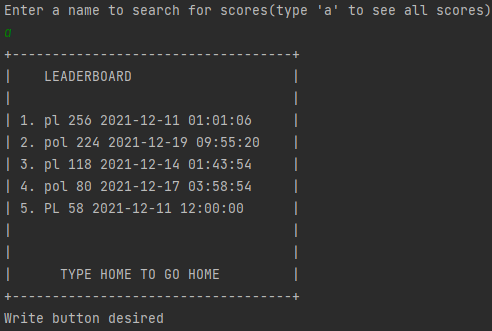 Enter a name to search for scores(type 'a' to see all scores)
a
+-----------------------------------+
|    LEADERBOARD                    |
|                                   |
| 1. pl 256 2021-12-11 01:01:06     |
| 2. pol 224 2021-12-19 09:55:20    |
| 3. pl 118 2021-12-14 01:43:54     |
| 4. pol 80 2021-12-17 03:58:54     |
| 5. PL 58 2021-12-11 12:00:00      |
|                                   |
|                                   |
|      TYPE HOME TO GO HOME         |
+-----------------------------------+
Write button desired